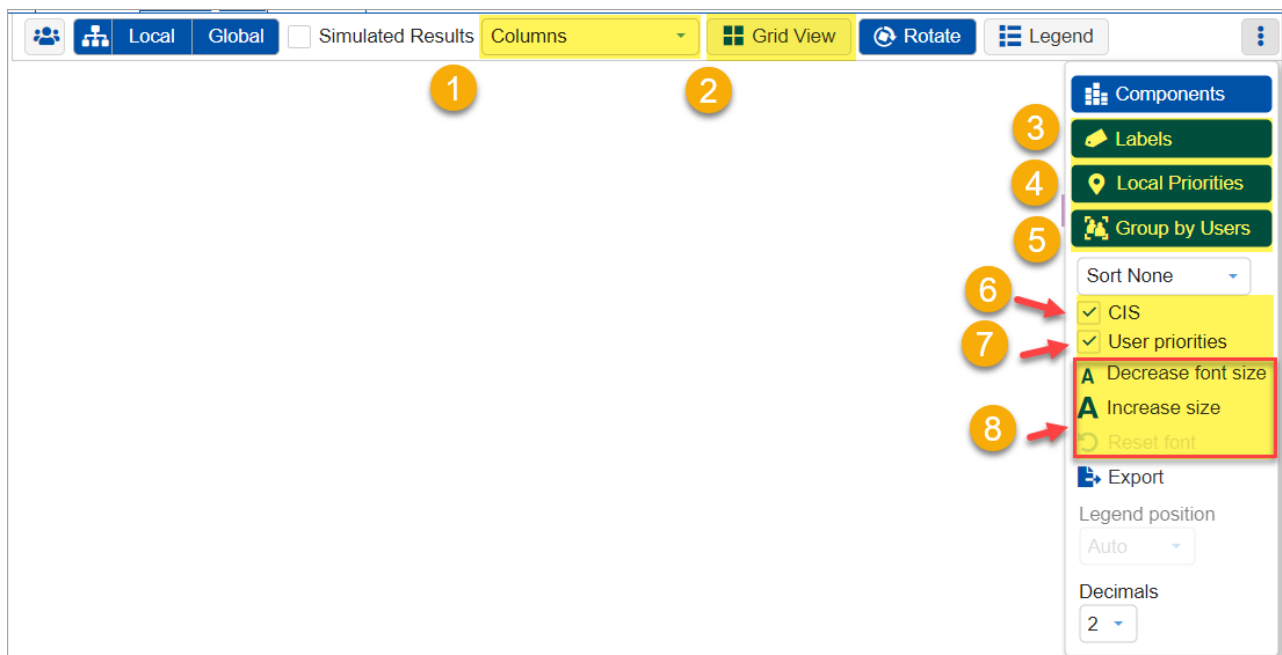 Local Global Simulated Results Columns Grid View Rotate Legend
1 2
Components
3 Labels
4 Local Priorities
5 Group by Users
Sort None
6 CIS
7 User priorities
A Decrease font size
A Increase size
8 Reset font
Export
Legend position
Auto
Decimals
2